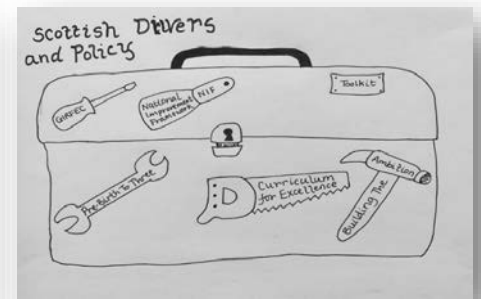 Scottish Drivers
and Policy
GIRFEC
National
Improvement
Framework
NIF
Toolkit
Pre-Birth To Three
Curriculum
for Excellence
Ambition
Building The